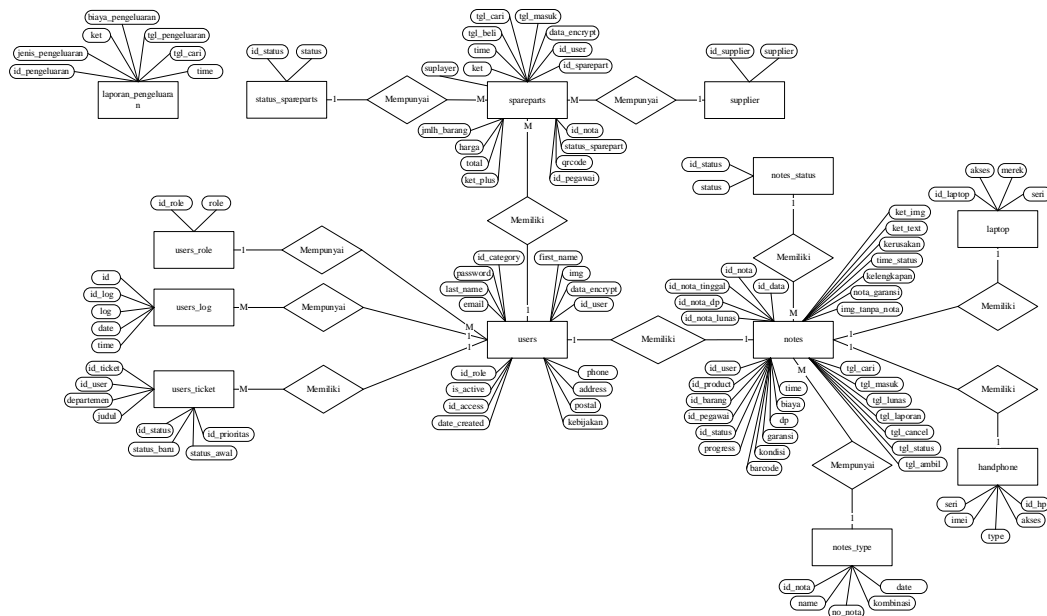 biaya_pengeluaran
ket
tgl_pengeluaran
jenis_pengeluaran
tgl_cari
id_pengeluaran
time
laporan_pengeluara
n
id_status
status
status_spareparts
1
Mempunyai
M
tgl_cari
tgl_masuk
tgl_beli
data_encrypt
time
id_user
ket
id_sparepart
suplayer
spareparts
M
Mempunyai
1
id_supplier
supplier
supplier
jmlh_barang
harga
total
ket_plus
M
id_nota
status_sparepart
qrcode
id_pegawai
Memiliki
1
id_role
role
users_role
1
Mempunyai
M
id
id_log
log
date
time
users_log
M
Mempunyai
1
id_ticket
id_user
departemen
judul
users_ticket
M
Memiliki
1
id_status
id_prioritas
status_baru
status_awal
id_category
first_name
password
img
last_name
data_encrypt
email
id_user
users
id_role
phone
is_active
address
id_access
postal
date_created
kebijakan
1
Memiliki
1
id_status
status
notes_status
1
Memiliki
M
id_nota
id_nota_tinggal
id_data
id_nota_dp
id_nota_lunas
ket_img
ket_text
kerusakan
time_status
kelengkapan
nota_garansi
img_tanpa_nota
notes
id_user
id_product
id_barang
id_pegawai
id_status
progress
time
biaya
dp
garansi
kondisi
barcode
tgl_cari
tgl_masuk
tgl_lunas
tgl_laporan
tgl_cancel
tgl_status
tgl_ambil
M
Mempunyai
1
notes_type
id_nota
date
name
kombinasi
no_nota
akses
merek
id_laptop
seri
laptop
1
Memiliki
1
1
Memiliki
1
handphone
seri
id_hp
imei
akses
type